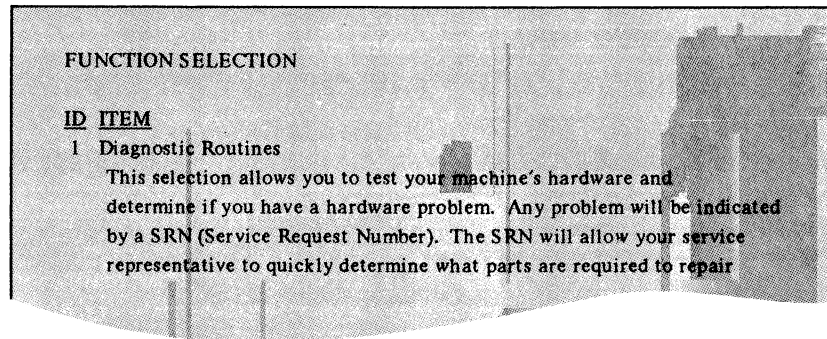 FUNCTION SELECTION
ID ITEM
1 Diagnostic Routines
This selection allows you to test your machine's hardware and
determine if you have a hardware problem. Any problem will be indicated
by a SRN (Service Request Number). The SRN will allow your service
representative to quickly determine what parts are required to repair